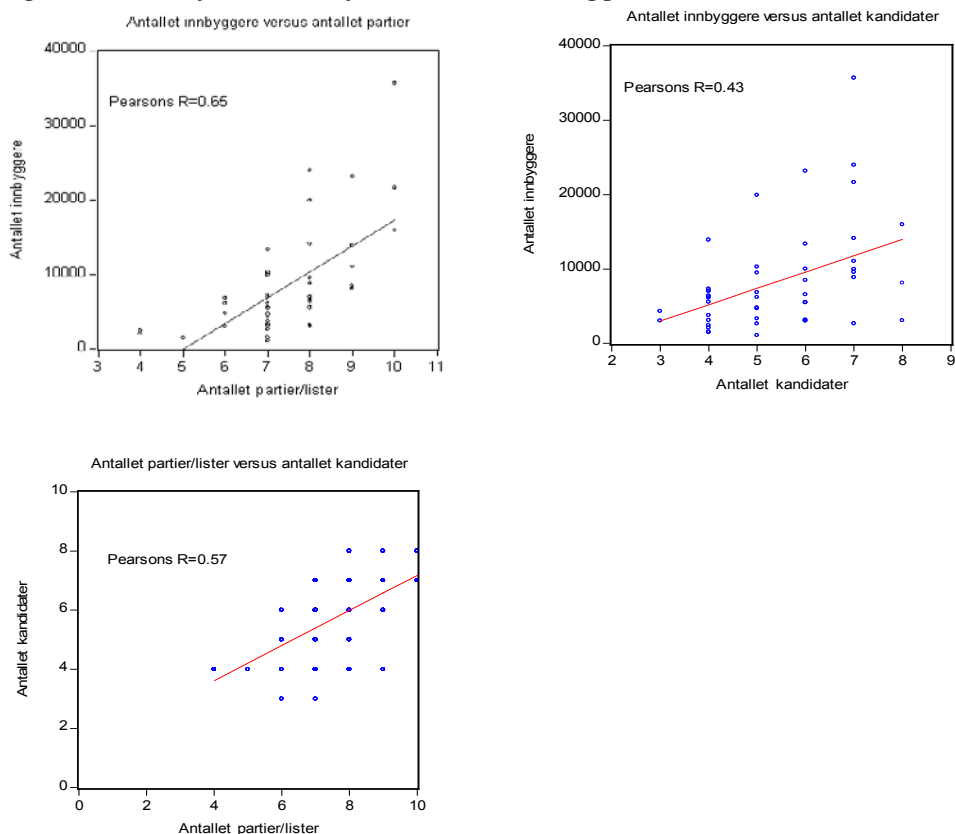 Antallet innbyggere versus antallet partier
40000
30000
20000
10000
0
Pearsons R=0.65
Antallet innbyggere
3 4 5 6 7 8 9 10 11
Antallet partier/lister
Antallet innbyggere versus antallet kandidater
40000
30000
20000
10000
0
Pearsons R=0.43
Antallet innbyggere
2 3 4 5 6 7 8 9
Antallet kandidater
Antallet partier/lister versus antallet kandidater
10
8
6
4
2
0
Pearsons R=0.57
Antallet kandidater
0 2 4 6 8 10
Antallet partier/lister